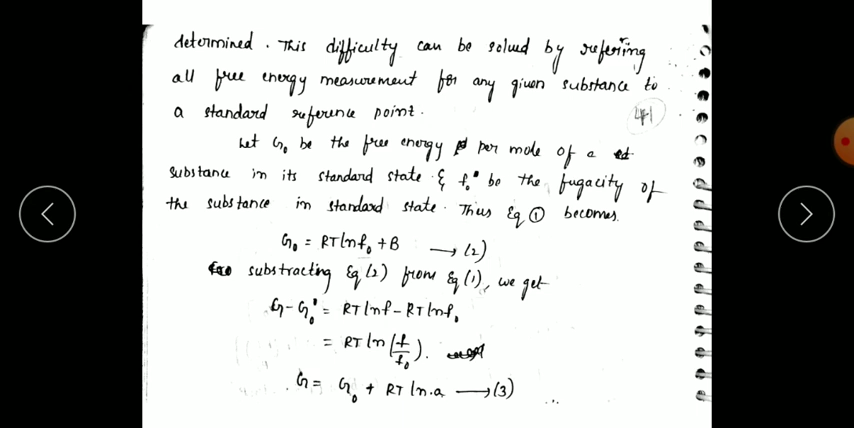 determined. This difficulty can be solved by referring
all free energy measurement for any given substance to
a standard reference point.
41
Let G₀ be the free energy per mole of a
substance in its standard state & f₀° be the fugacity of
the substance in standard state. Thus Eq ① becomes
G₀ = RT ln f₀ + B ⟶ (2)
substracting Eq (2) from Eq (1), we get
G - G₀° = RT ln f - RT ln f₀
= RT ln (f/f₀).
G = G₀ + RT ln.a ⟶ (3)